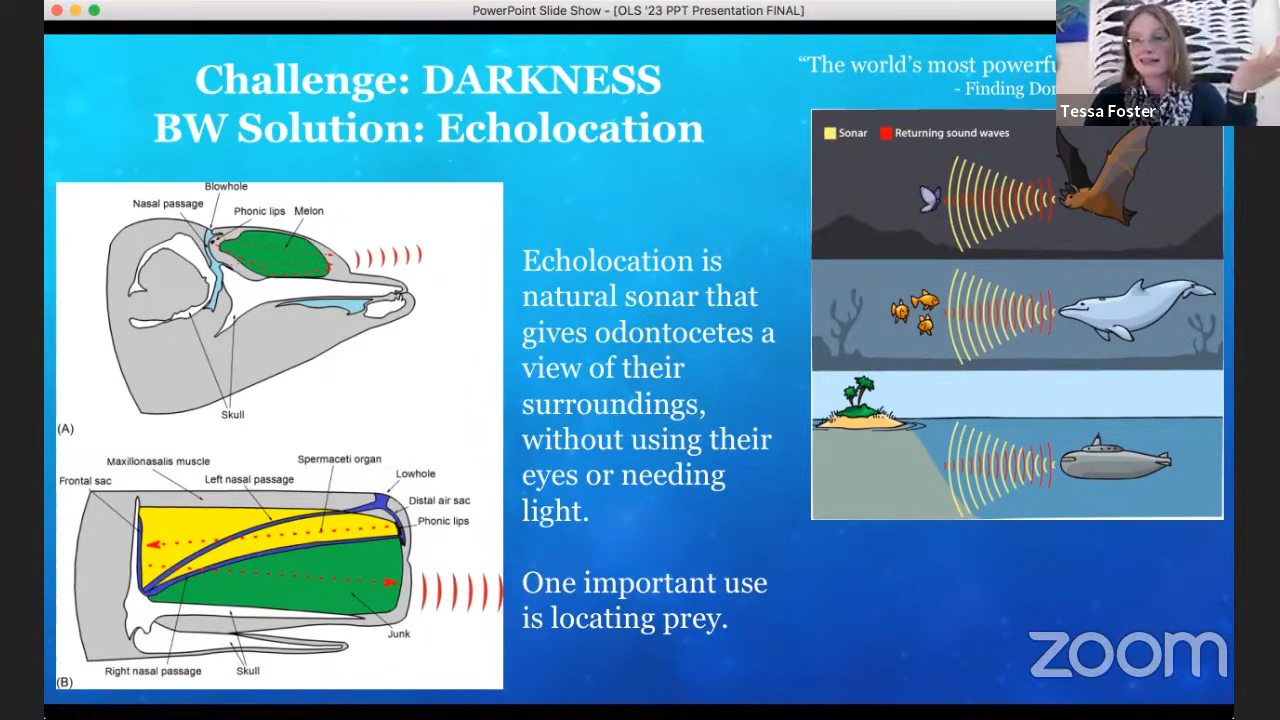 PowerPoint Slide Show - [OLS '23 PPT Presentation FINAL]
Challenge: DARKNESS
BW Solution: Echolocation
“The world’s most powerfu
- Finding Dor
Tessa Foster
Sonar
Returning sound waves
Blowhole
Nasal passage
Phonic lips
Melon
Skull
(A)
Echolocation is
natural sonar that
gives odontocetes a
view of their
surroundings,
without using their
eyes or needing
light.
One important use
is locating prey.
Maxillonasalis muscle
Spermaceti organ
Frontal sac
Left nasal passage
Lowhole
Distal air sac
Phonic lips
Junk
Right nasal passage
Skull
(B)
zoom